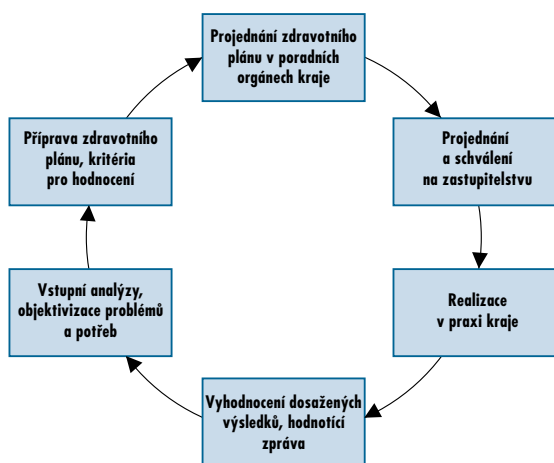 Projednání zdravotního
plánu v poradních
orgánech kraje
Příprava zdravotního
plánu, kritéria
pro hodnocení
Projednání
a schválení
na zastupitelstvu
Vstupní analýzy,
objektivizace problémů
a potřeb
Realizace
v praxi kraje
Vyhodnocení dosažených
výsledků, hodnotící
zpráva